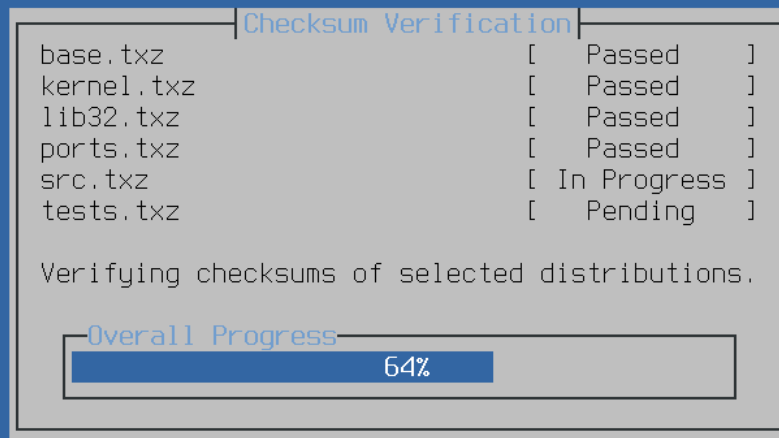 Checksum Verification
base.txz [ Passed ]
kernel.txz [ Passed ]
lib32.txz [ Passed ]
ports.txz [ Passed ]
src.txz [ In Progress ]
tests.txz [ Pending ]
Verifying checksums of selected distributions.
Overall Progress
64%